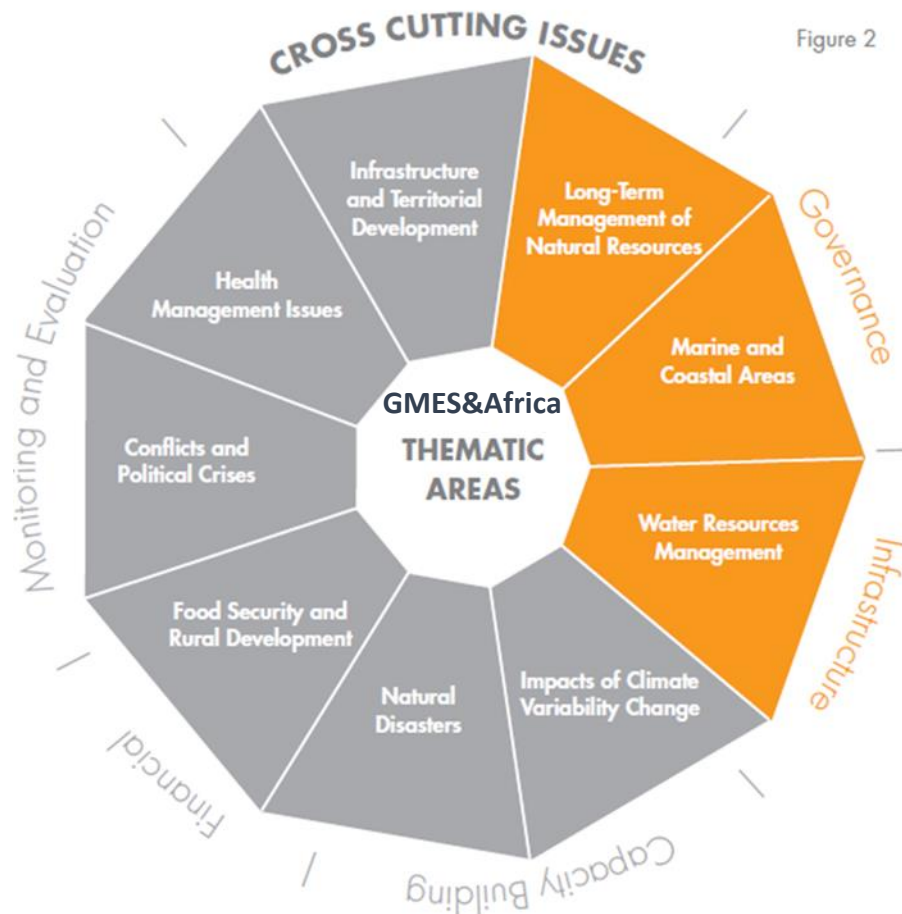 CROSS CUTTING ISSUES
Figure 2
Infrastructure
and Territorial
Development
Long-Term
Management of
Natural Resources
Governance
Health
Management Issues
Marine and
Coastal Areas
Monitoring and Evaluation
GMES&Africa
THEMATIC
AREAS
Conflicts and
Political Crises
Water Resources
Management
Infrastructure
Food Security and
Rural Development
Impacts of Climate
Variability Change
Natural
Disasters
Financial
Capacity Building